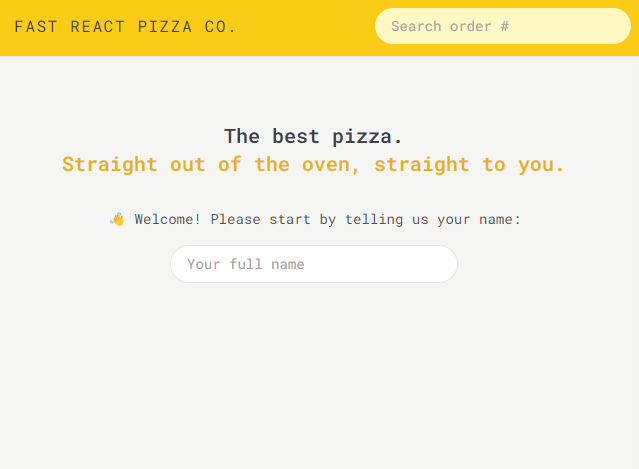 FAST REACT PIZZA CO.
Search order #
The best pizza.
Straight out of the oven, straight to you.
👋 Welcome! Please start by telling us your name:
Your full name